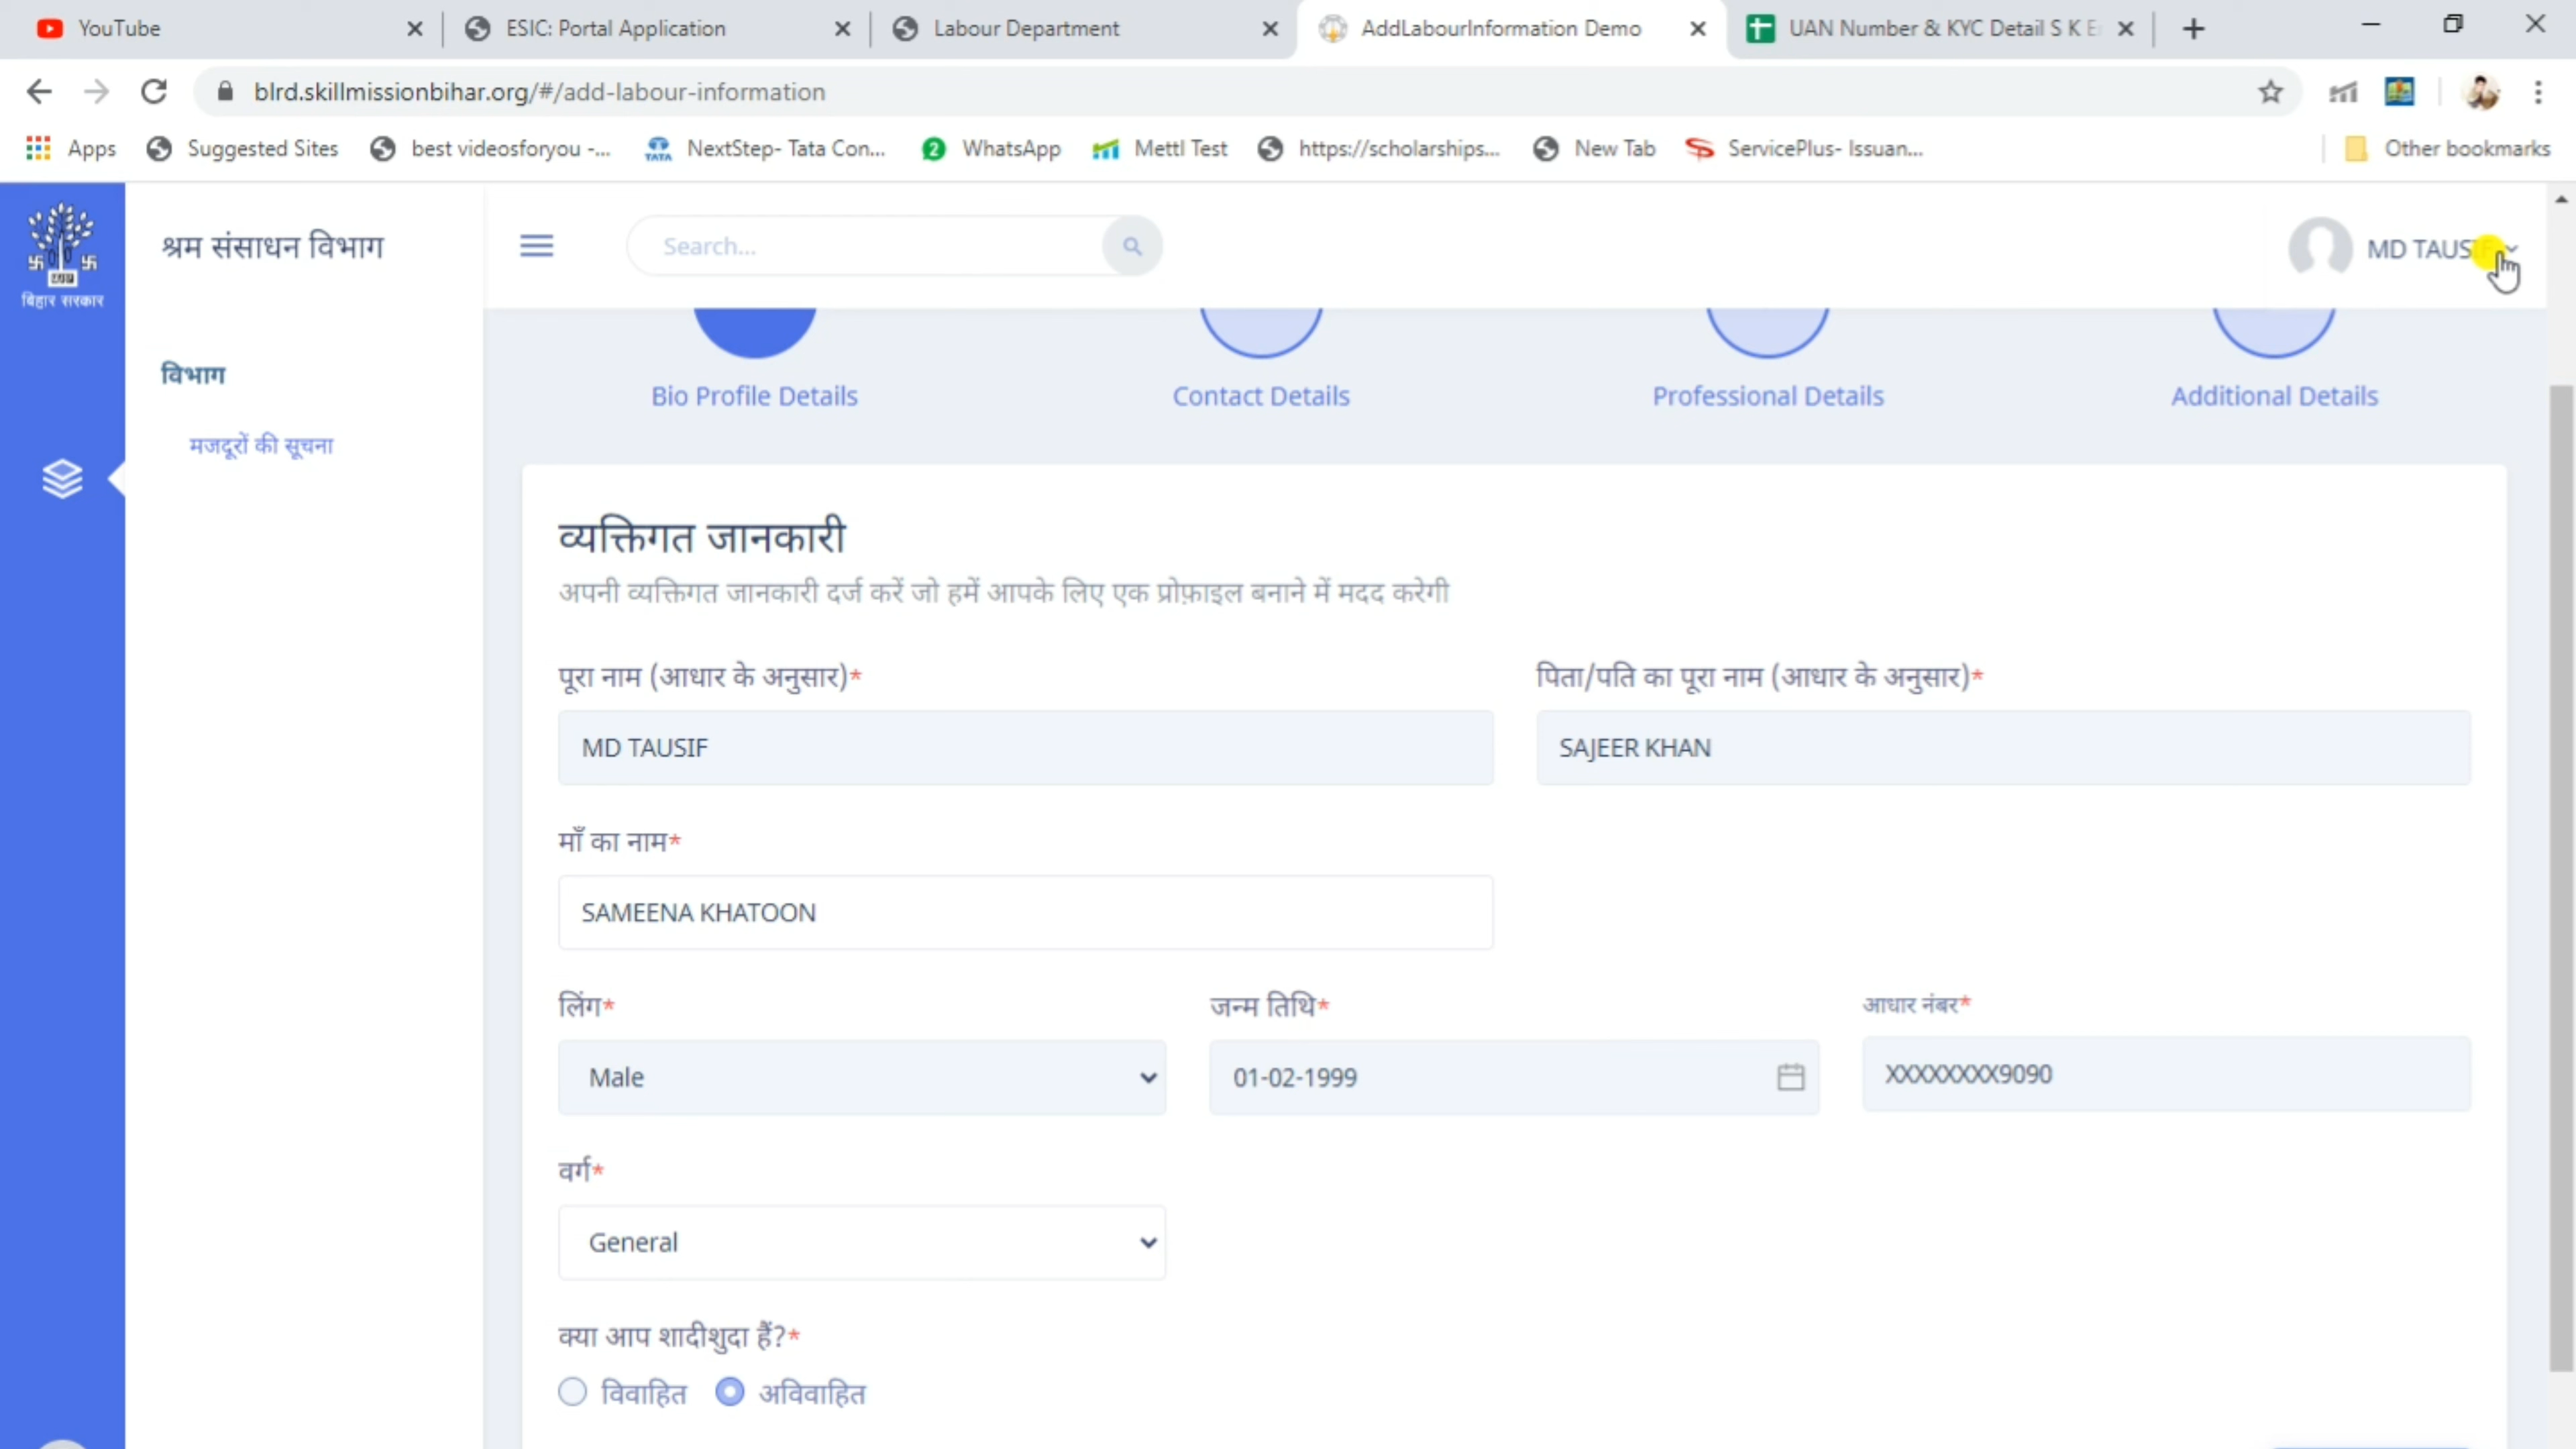 YouTube
ESIC: Portal Application
Labour Department
AddLabourInformation Demo
UAN Number & KYC Detail S K E
blrd.skillmissionbihar.org/#/add-labour-information
Apps
Suggested Sites
best videosforyou -...
NextStep- Tata Con...
2
WhatsApp
Mettl Test
https://scholarships...
New Tab
ServicePlus- Issuan...
Other bookmarks
TATA
बिहार सरकार
श्रम संसाधन विभाग
Search...
MD TAUSIF
विभाग
मजदूरों की सूचना
Bio Profile Details
Contact Details
Professional Details
Additional Details
व्यक्तिगत जानकारी
अपनी व्यक्तिगत जानकारी दर्ज करें जो हमें आपके लिए एक प्रोफ़ाइल बनाने में मदद करेगी
पूरा नाम (आधार के अनुसार)*
पिता/पति का पूरा नाम (आधार के अनुसार)*
MD TAUSIF
SAJEER KHAN
माँ का नाम*
SAMEENA KHATOON
लिंग*
जन्म तिथि*
आधार नंबर*
Male
01-02-1999
XXXXXXXX9090
वर्ग*
General
क्या आप शादीशुदा हैं?*
विवाहित
अविवाहित